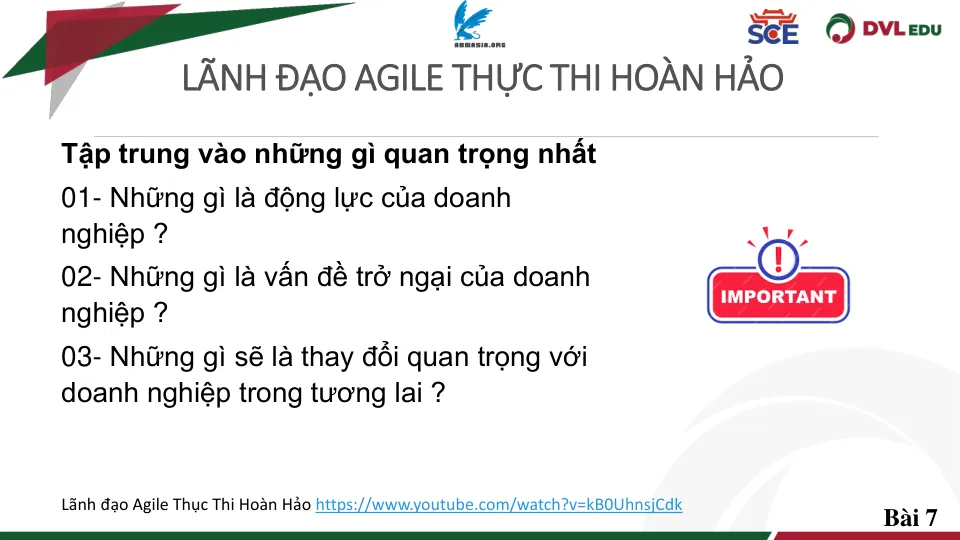 ARMASIA.ORG
SCE
DVL EDU
LÃNH ĐẠO AGILE THỰC THI HOÀN HẢO
Tập trung vào những gì quan trọng nhất
01- Những gì là động lực của doanh
nghiệp ?
02- Những gì là vấn đề trở ngại của doanh
nghiệp ?
03- Những gì sẽ là thay đổi quan trọng với
doanh nghiệp trong tương lai ?
!
IMPORTANT
Lãnh đạo Agile Thực Thi Hoàn Hảo https://www.youtube.com/watch?v=kB0UhnsjCdk
Bài 7